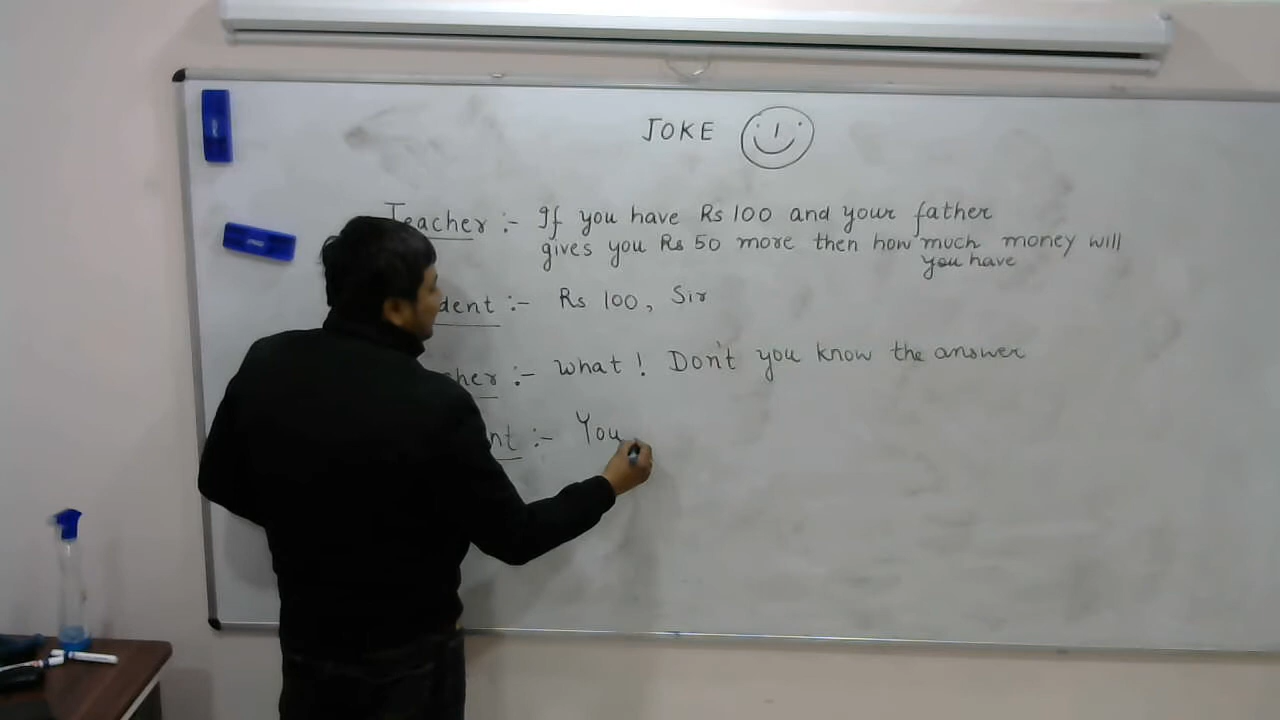 JOKE
Teacher :- If you have Rs 100 and your father
gives you Rs 50 more then how much money will
you have
dent :- Rs 100, Sir
her :- what! Don't you know the answer
nt :- You